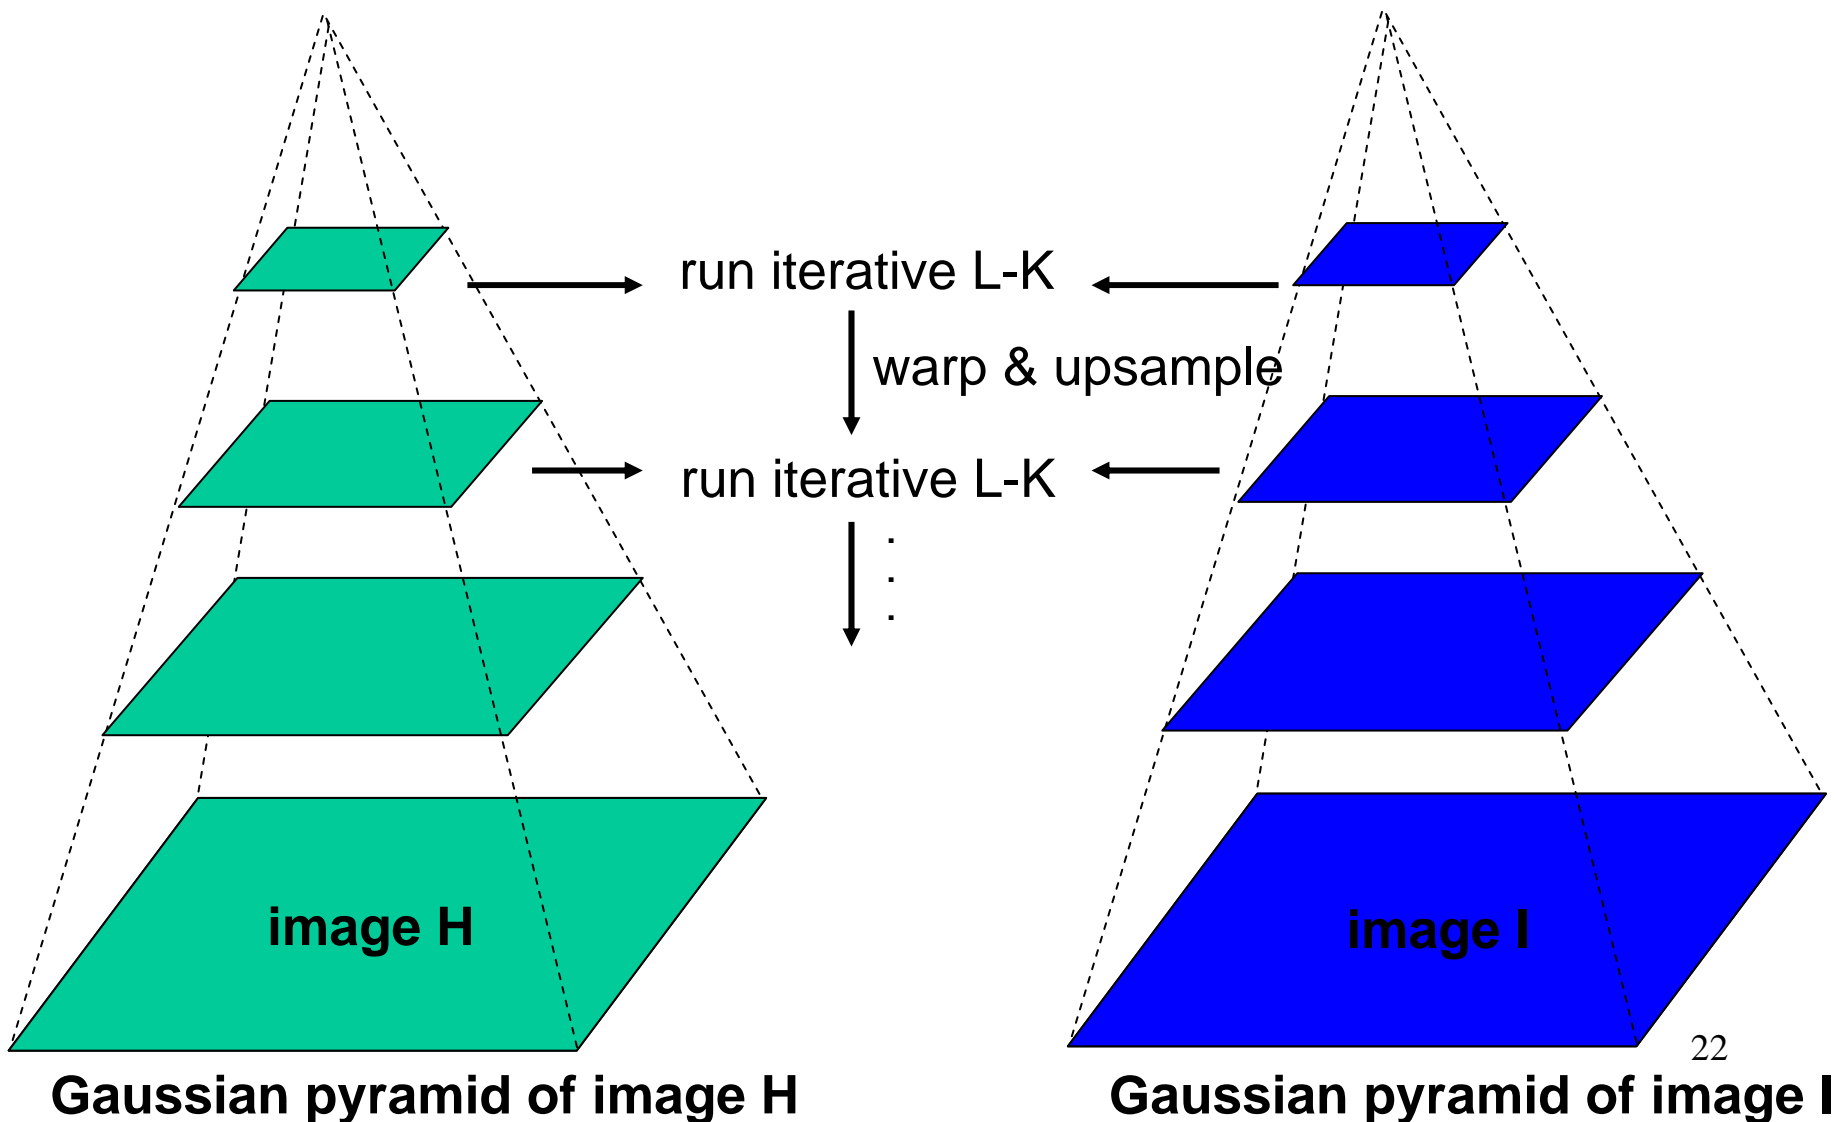 run iterative L-K
warp & upsample
run iterative L-K
.
.
.
image H
image I
22
Gaussian pyramid of image H
Gaussian pyramid of image I